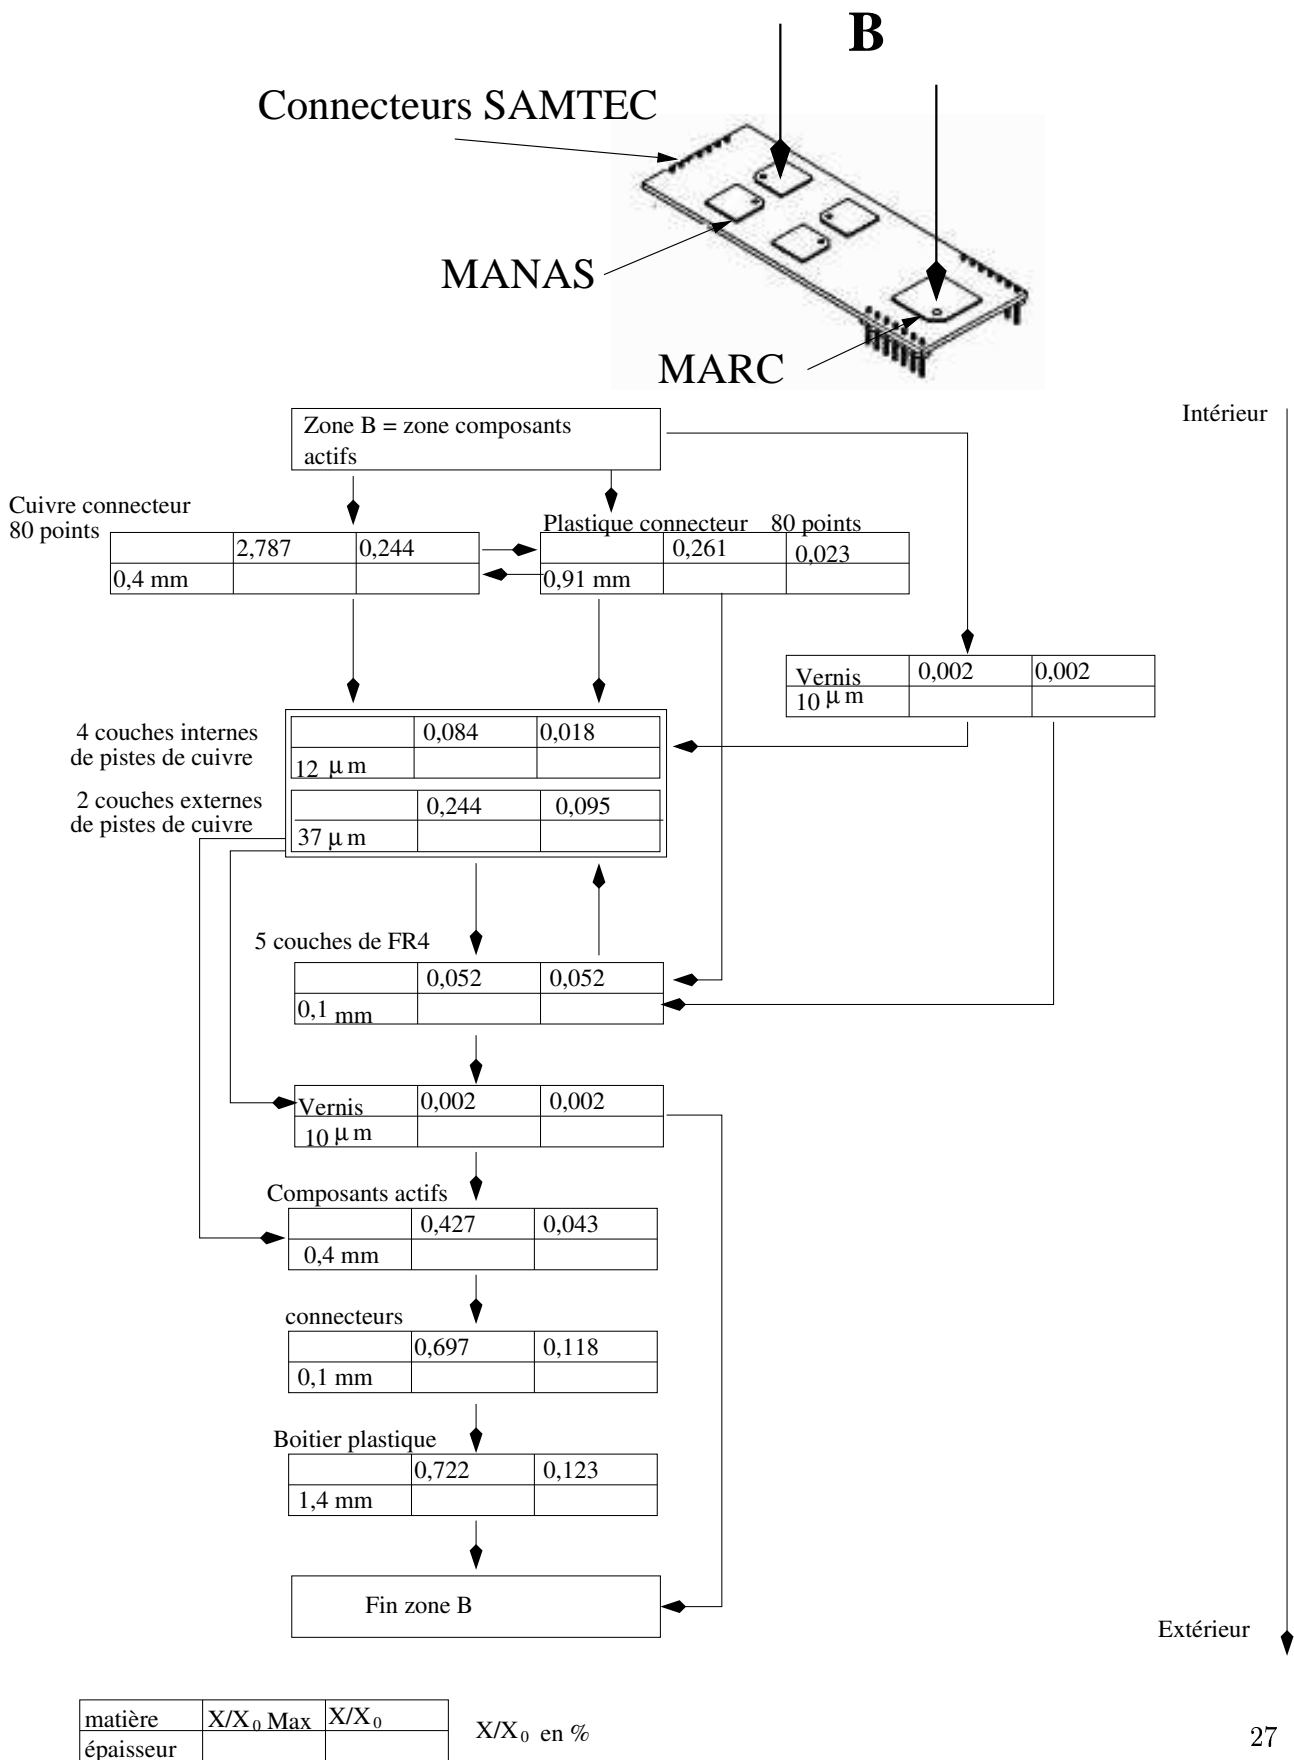 B
Connecteurs SAMTEC
MANAS
MARC
Intérieur
Zone B = zone composants
actifs
Cuivre connecteur
80 points
2,787 0,244
0,4 mm
Plastique connecteur 80 points
0,261 0,023
0,91 mm
Vernis 0,002 0,002
10 µm
4 couches internes
de pistes de cuivre
0,084 0,018
12 µm
2 couches externes
de pistes de cuivre
0,244 0,095
37 µm
5 couches de FR4
0,052 0,052
0,1 mm
Vernis 0,002 0,002
10 µm
Composants actifs
0,427 0,043
0,4 mm
connecteurs
0,697 0,118
0,1 mm
Boitier plastique
0,722 0,123
1,4 mm
Fin zone B
Extérieur
matière X/X₀ Max X/X₀
épaisseur
X/X₀ en %
27